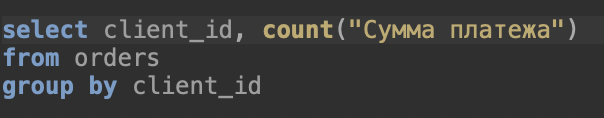 select client_id, count("Сумма платежа")
from orders
group by client_id